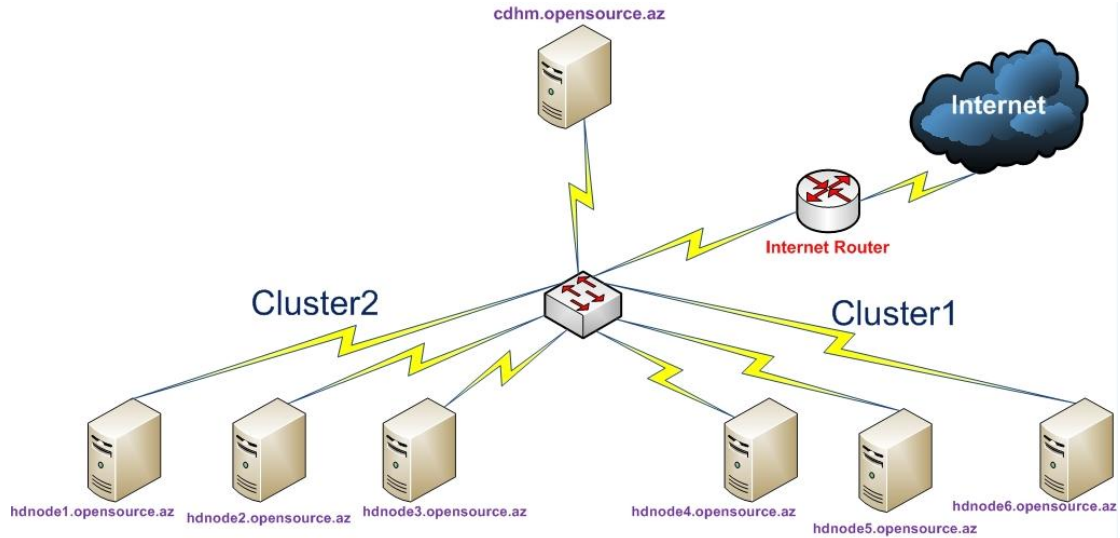 cdhm.opensource.az
Internet
Internet Router
Cluster2
Cluster1
hdnode1.opensource.az
hdnode2.opensource.az
hdnode3.opensource.az
hdnode4.opensource.az
hdnode5.opensource.az
hdnode6.opensource.az